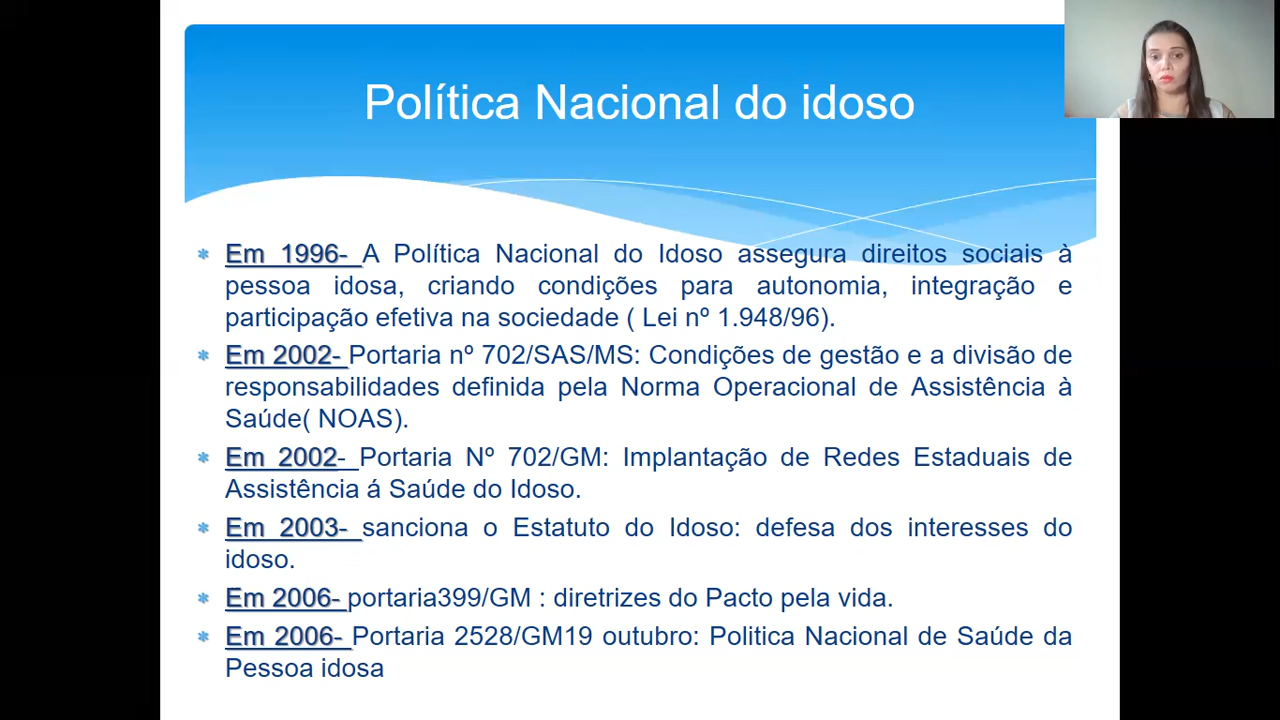 Política Nacional do idoso
Em 1996- A Política Nacional do Idoso assegura direitos sociais à
pessoa idosa, criando condições para autonomia, integração e
participação efetiva na sociedade ( Lei nº 1.948/96).
Em 2002- Portaria nº 702/SAS/MS: Condições de gestão e a divisão de
responsabilidades definida pela Norma Operacional de Assistência à
Saúde( NOAS).
Em 2002- Portaria Nº 702/GM: Implantação de Redes Estaduais de
Assistência á Saúde do Idoso.
Em 2003- sanciona o Estatuto do Idoso: defesa dos interesses do
idoso.
Em 2006- portaria399/GM : diretrizes do Pacto pela vida.
Em 2006- Portaria 2528/GM19 outubro: Politica Nacional de Saúde da
Pessoa idosa